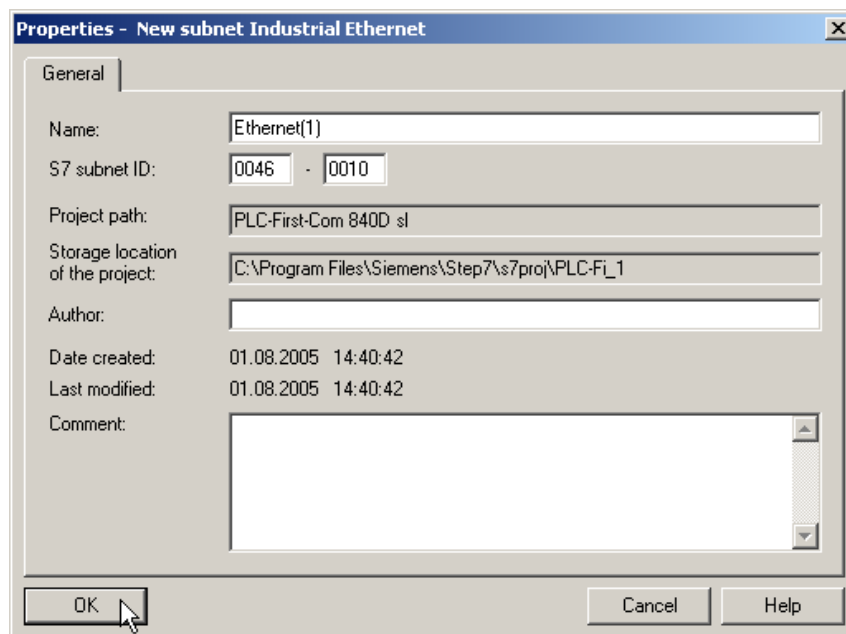 Properties - New subnet Industrial Ethernet
General
Name: Ethernet(1)
S7 subnet ID: 0046 - 0010
Project path: PLC-First-Com 840D sl
Storage location
of the project: C:\Program Files\Siemens\Step7\s7proj\PLC-Fi_1
Author:
Date created: 01.08.2005 14:40:42
Last modified: 01.08.2005 14:40:42
Comment:
OK Cancel Help